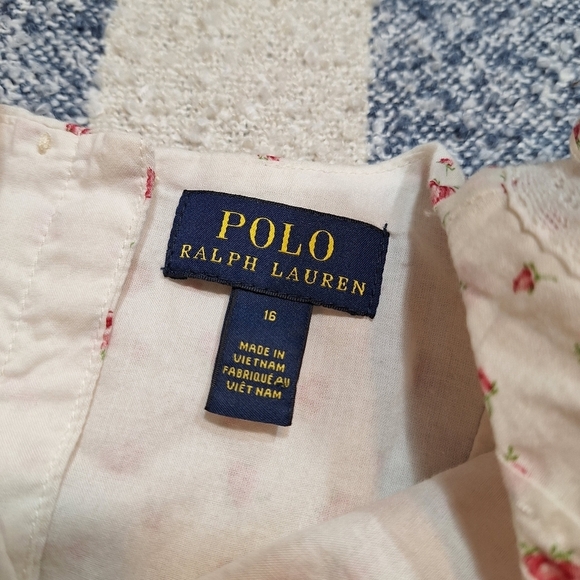 POLO
RALPH LAUREN
16
MADE IN
VIETNAM
FABRIQUÉ AU
VIÊT NAM